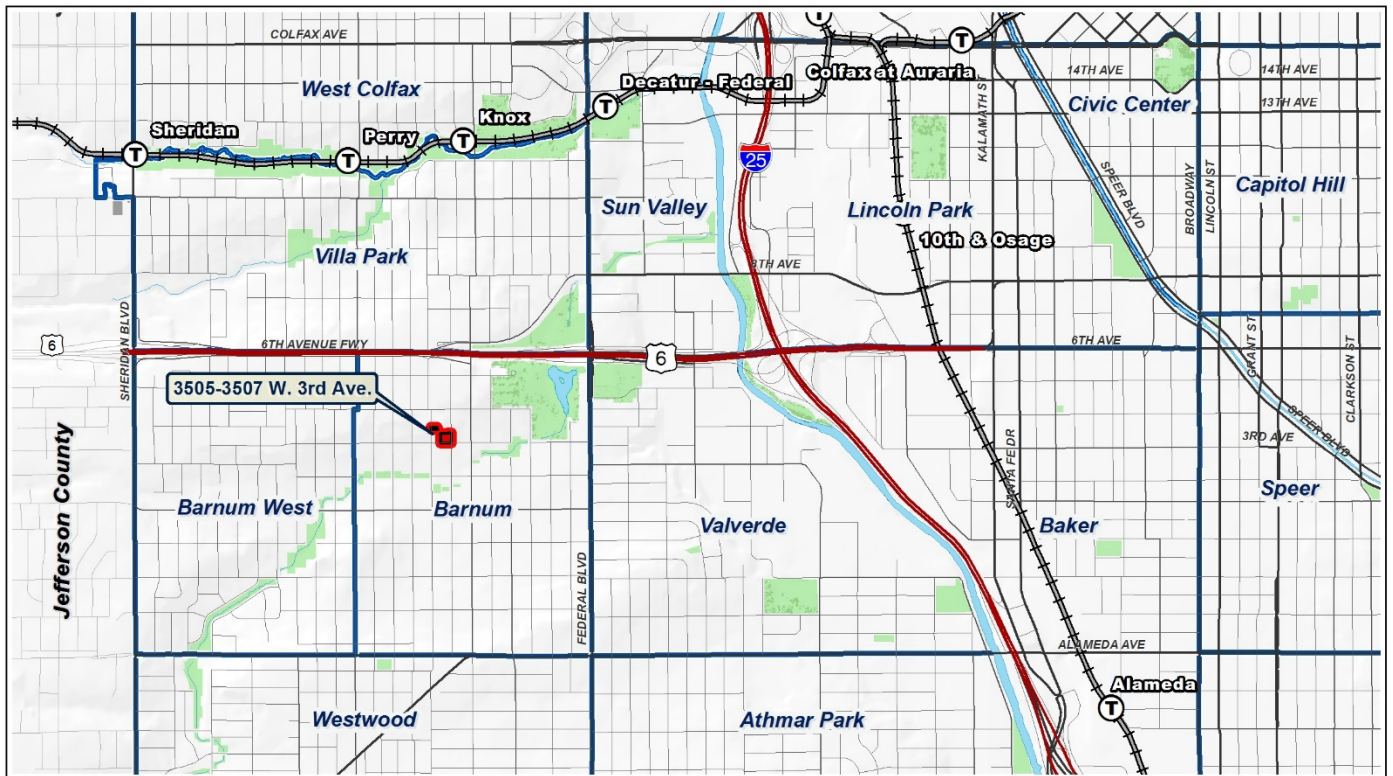 COLFAX AVE
T
T
West Colfax
Decatur - Federal
Colfax at Auraria
14TH AVE
14TH AVE
Civic Center
13TH AVE
KALAMATH ST
T
Sheridan
T
Perry
T
Knox
T
25
SPEER BLVD
BROADWAY
LINCOLN ST
Capitol Hill
Sun Valley
Lincoln Park
10th & Osage
Villa Park
8TH AVE
SHERIDAN BLVD
6
6TH AVENUE FWY
6
6TH AVE
GRANT ST
CLARKSON ST
3505-3507 W. 3rd Ave.
SPEER BLVD
3RD AVE
Jefferson County
Barnum West
Barnum
Valverde
SANTA FE DR
Baker
Speer
FEDERAL BLVD
ALAMEDA AVE
Westwood
Athmar Park
Alameda
T